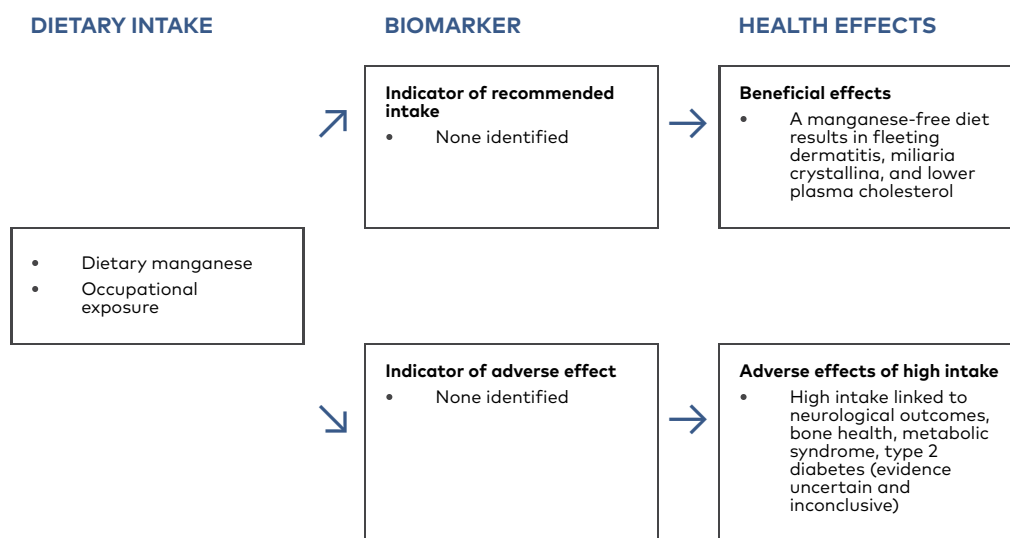 DIETARY INTAKE
BIOMARKER
HEALTH EFFECTS
• Dietary manganese
• Occupational
exposure
Indicator of recommended
intake
• None identified
Beneficial effects
• A manganese-free diet
results in fleeting
dermatitis, miliaria
crystallina, and lower
plasma cholesterol
Indicator of adverse effect
• None identified
Adverse effects of high intake
• High intake linked to
neurological outcomes,
bone health, metabolic
syndrome, type 2
diabetes (evidence
uncertain and
inconclusive)